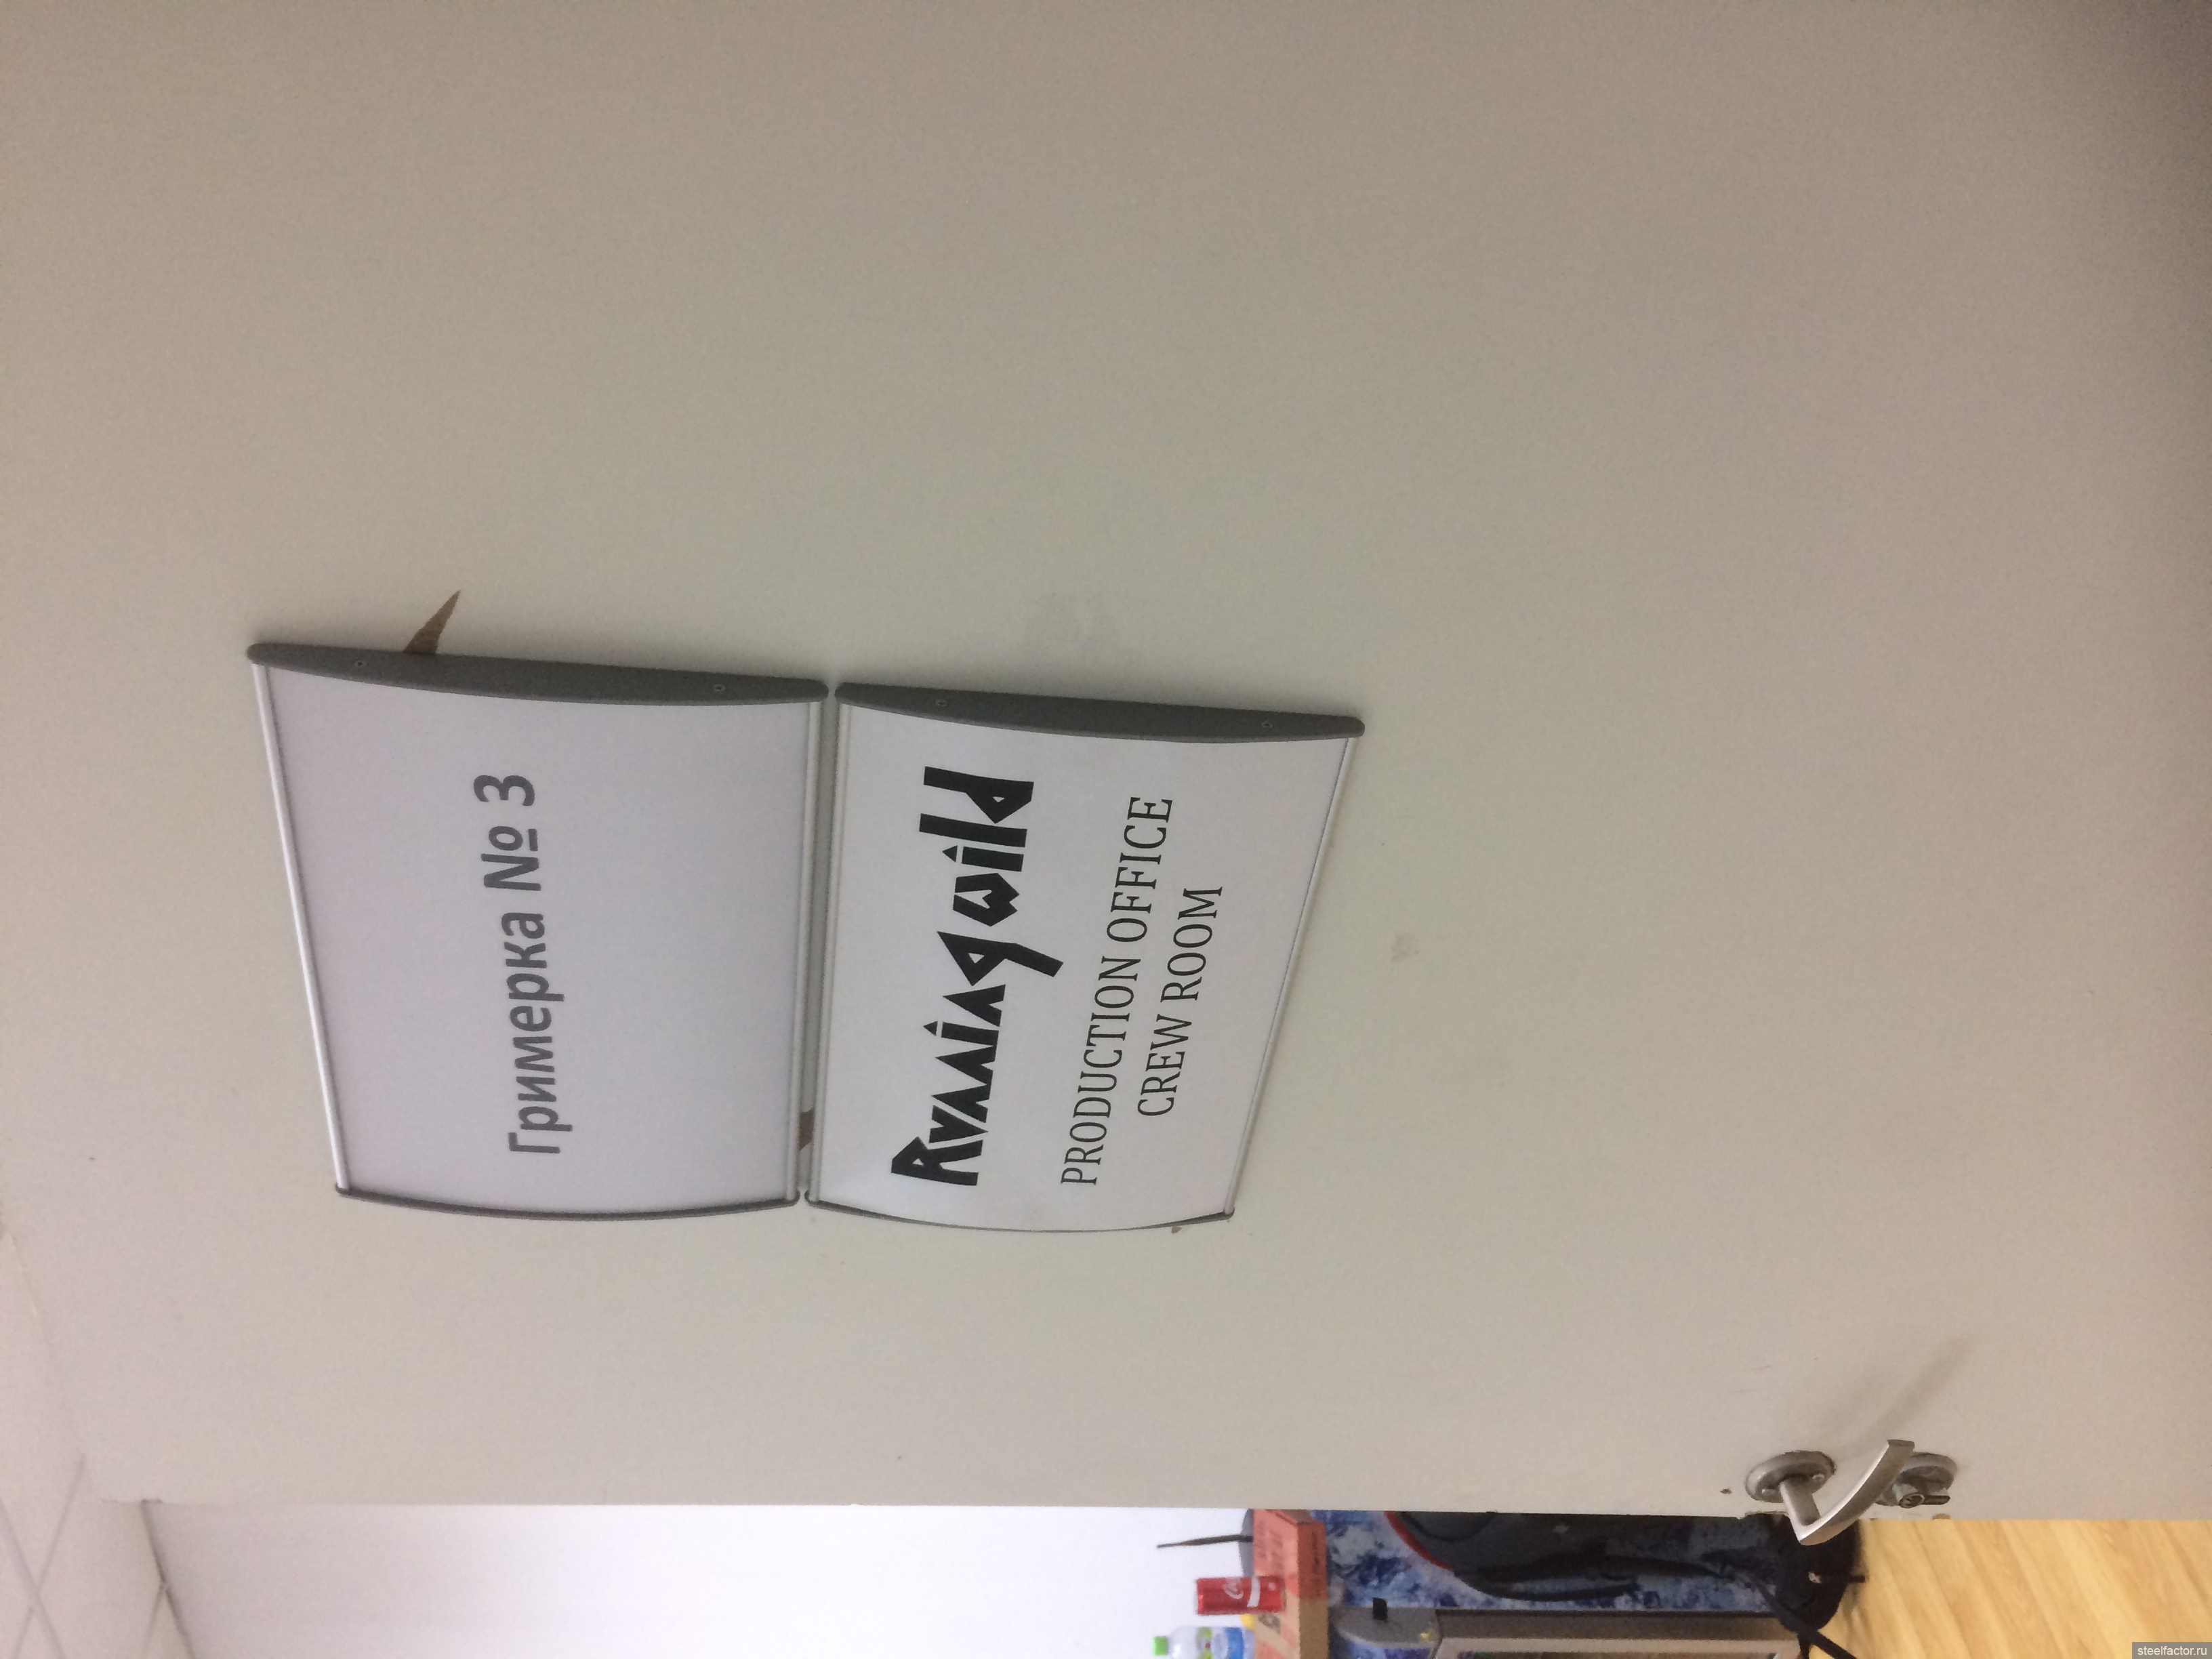 Гримерка № 3
Running wild
PRODUCTION OFFICE
CREW ROOM
steelfactor.ru